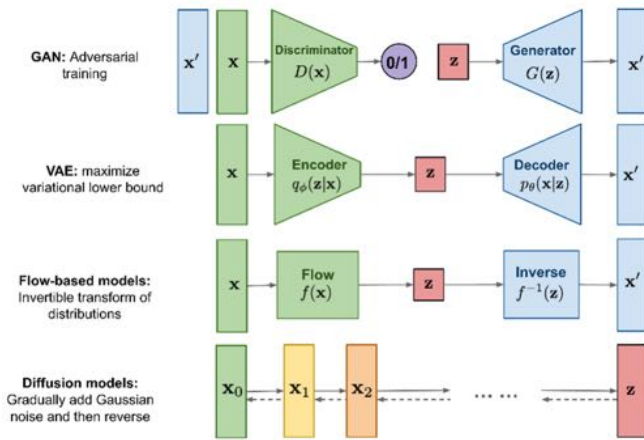 GAN: Adversarial
training
x′
x
Discriminator
D(x)
0/1
z
Generator
G(z)
x′
VAE: maximize
variational lower bound
x
Encoder
qϕ(z|x)
z
Decoder
pθ(x|z)
x′
Flow-based models:
Invertible transform of
distributions
x
Flow
f(x)
z
Inverse
f⁻¹(z)
x′
Diffusion models:
Gradually add Gaussian
noise and then reverse
x₀
x₁
x₂
... ...
z